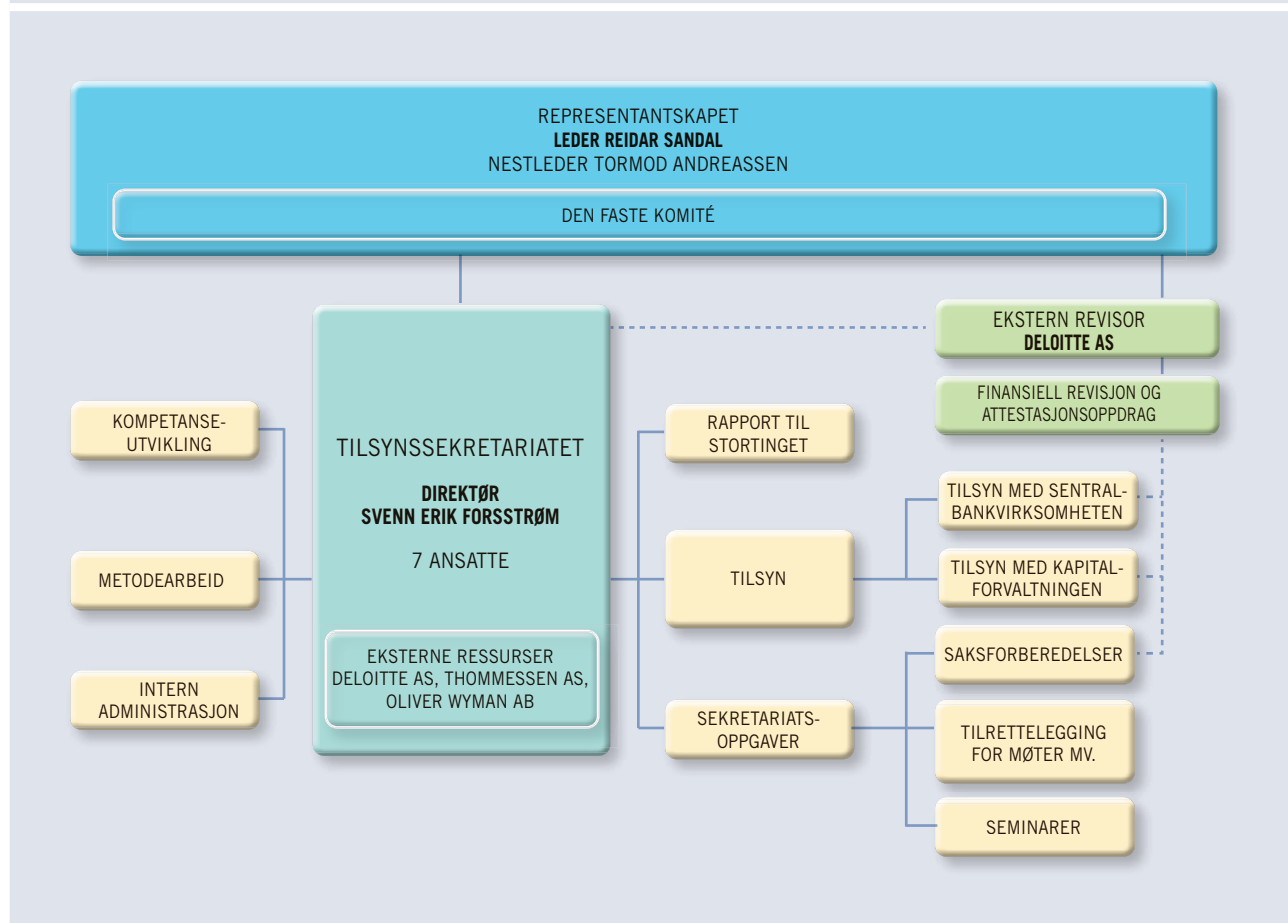 REPRESENTANTSKAPET
LEDER REIDAR SANDAL
NESTLEDER TORMOD ANDREASSEN
DEN FASTE KOMITÉ
EKSTERN REVISOR
DELOITTE AS
FINANSIELL REVISJON OG
ATTESTASJONSOPPDRAG
KOMPETANSE-
UTVIKLING
METODEARBEID
INTERN
ADMINISTRASJON
TILSYNSSEKRETARIATET
DIREKTØR
SVENN ERIK FORSSTRØM
7 ANSATTE
EKSTERNE RESSURSER
DELOITTE AS, THOMMESSEN AS,
OLIVER WYMAN AB
RAPPORT TIL
STORTINGET
TILSYN
SEKRETARIATS-
OPPGAVER
TILSYN MED SENTRAL-
BANKVIRKSOMHETEN
TILSYN MED KAPITAL-
FORVALTNINGEN
SAKSFORBEREDELSER
TILRETTELEGGING
FOR MØTER MV.
SEMINARER